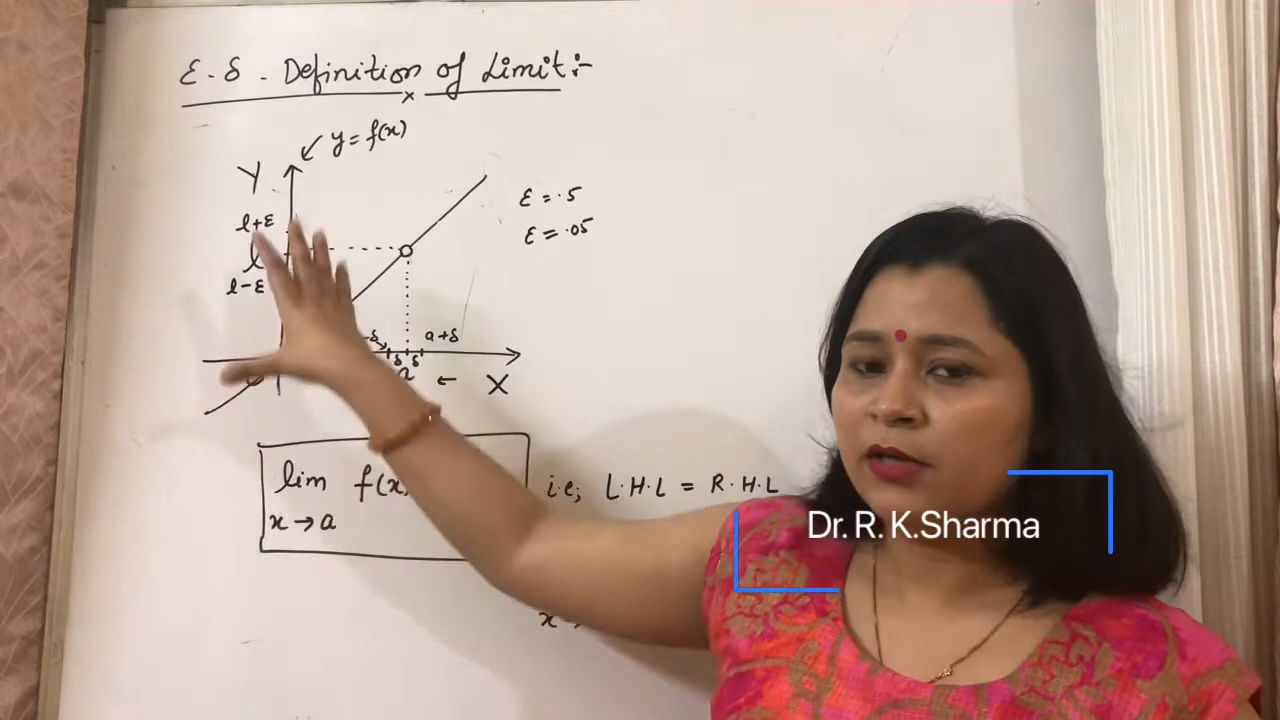 ε-δ - Definition of Limit:-
y = f(x)
Y
l+ε
ε = .5
l
ε = .05
l-ε
a+δ
δ δ
a ← X
lim f(x
x→a
i.e; L.H.L = R.H.L
Dr. R. K.Sharma